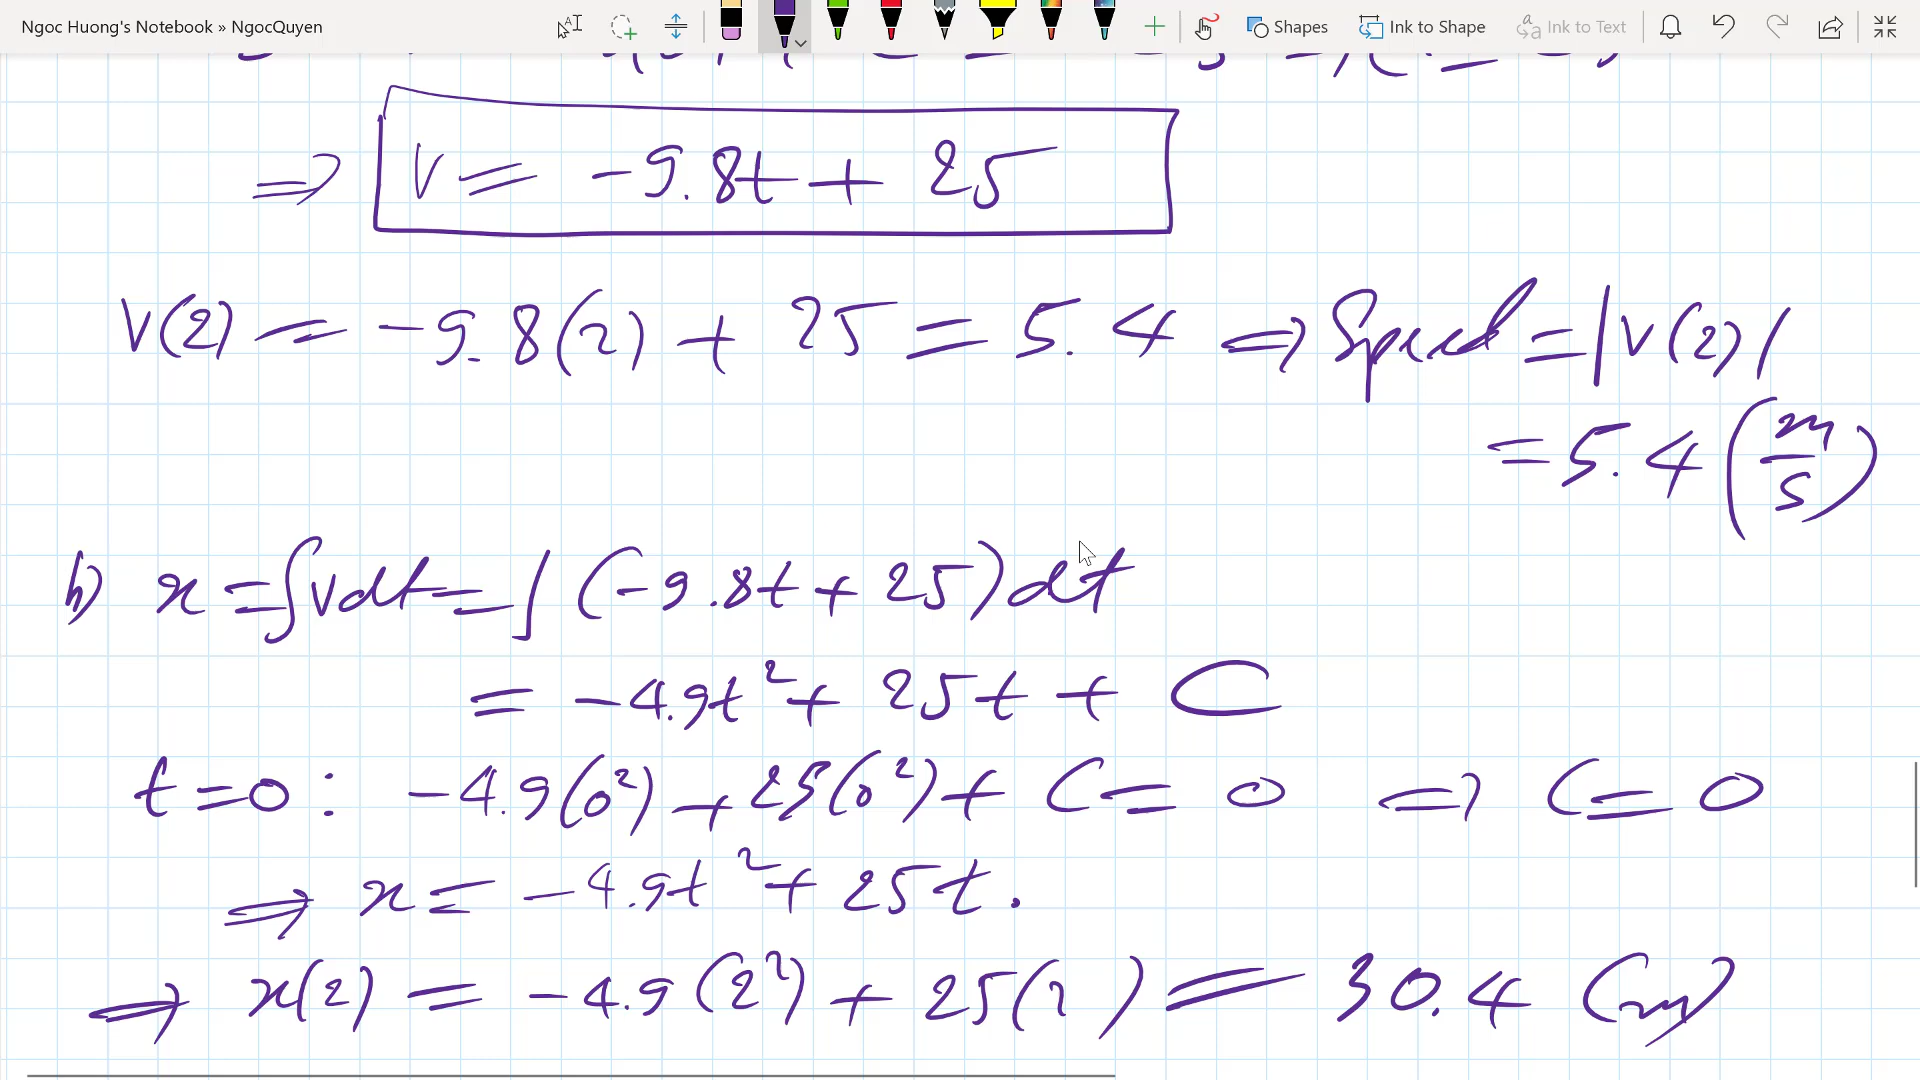 Ngoc Huong's Notebook » NgocQuyen
Shapes
Ink to Shape
Ink to Text
⇒ V = -9.8t + 25
V(2) = -9.8(2) + 25 = 5.4 ⇒ Speed = |V(2)|
= 5.4 (m/s)
b) x = ∫Vdt = ∫(-9.8t + 25)dt
= -4.9t² + 25t + C
t=0: -4.9(0²) + 25(0²) + C = 0 ⇒ C = 0
⇒ x = -4.9t² + 25t.
⇒ x(2) = -4.9(2²) + 25(2) = 30.4 (m)